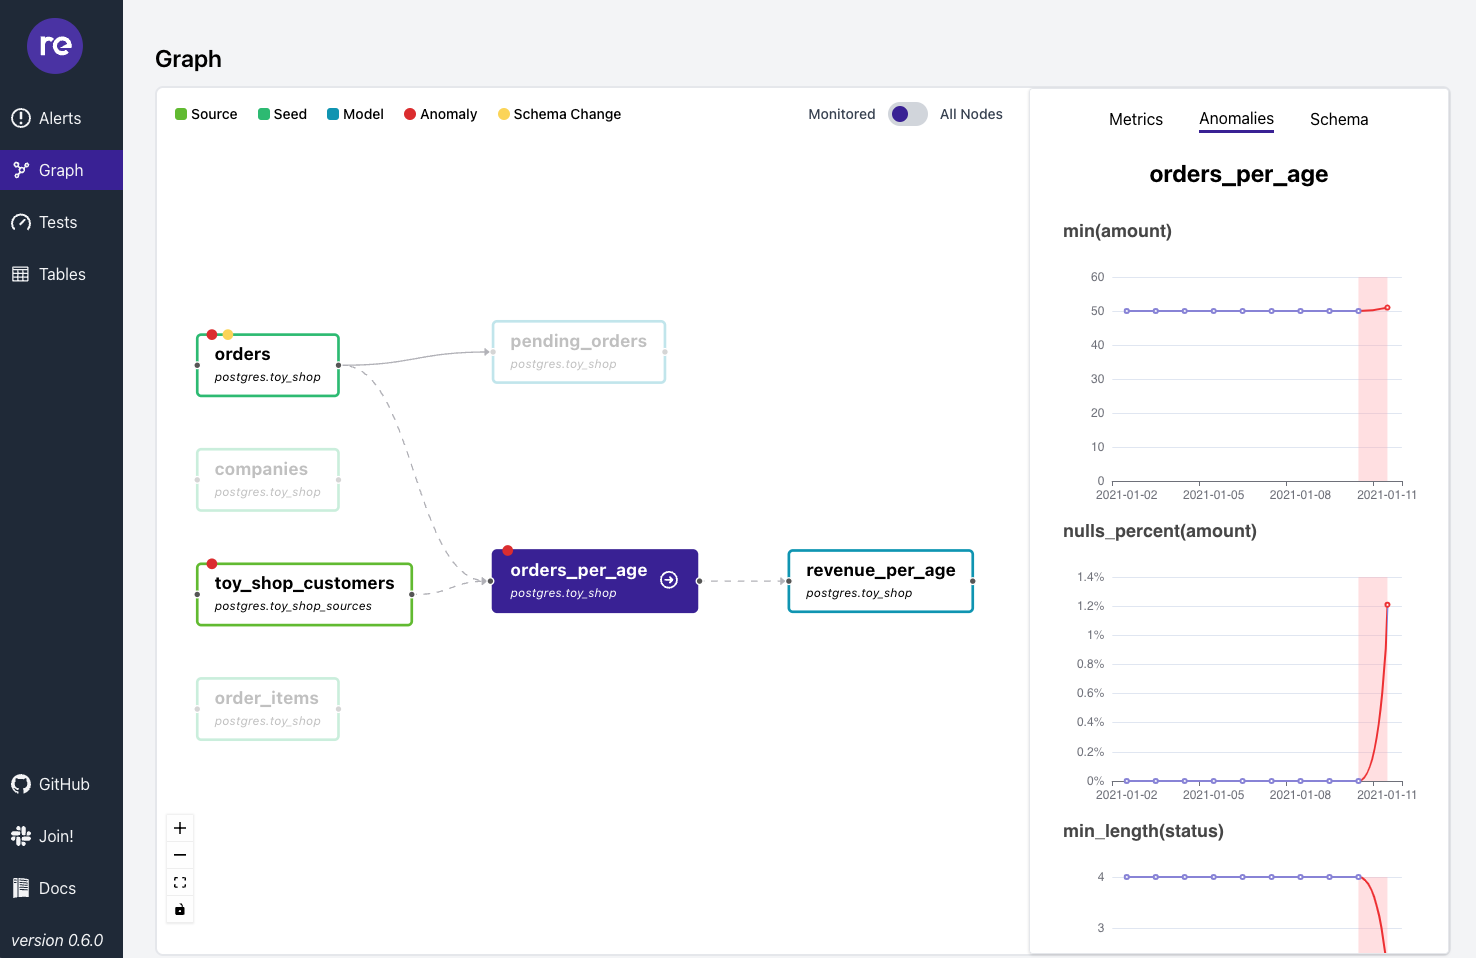 re
Alerts
Graph
Tests
Tables
GitHub
Join!
Docs
version 0.6.0
Graph
Source
Seed
Model
Anomaly
Schema Change
Monitored
All Nodes
orders
postgres.toy_shop
pending_orders
postgres.toy_shop
companies
postgres.toy_shop
toy_shop_customers
postgres.toy_shop_sources
orders_per_age
postgres.toy_shop
revenue_per_age
postgres.toy_shop
order_items
postgres.toy_shop
Metrics
Anomalies
Schema
orders_per_age
min(amount)
60
50
40
30
20
10
0
2021-01-02
2021-01-05
2021-01-08
2021-01-11
nulls_percent(amount)
1.4%
1.2%
1%
0.8%
0.6%
0.4%
0.2%
0%
2021-01-02
2021-01-05
2021-01-08
2021-01-11
min_length(status)
4
3